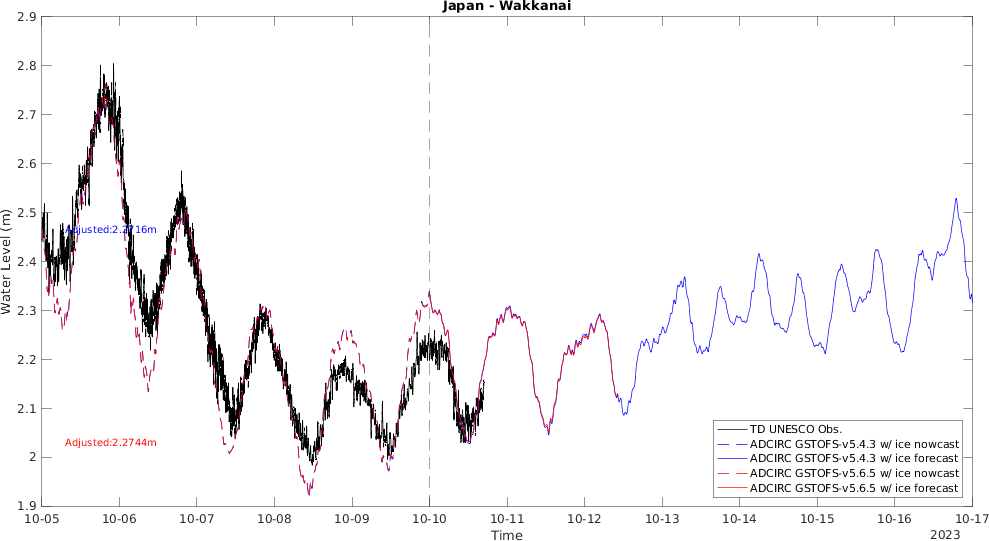 Japan - Wakkanai
Water Level (m)
2.9
2.8
2.7
2.6
2.5
2.4
2.3
2.2
2.1
2
1.9
Adjusted:2.2716m
Adjusted:2.2744m
TD UNESCO Obs.
ADCIRC GSTOFS-v5.4.3 w/ ice nowcast
ADCIRC GSTOFS-v5.4.3 w/ ice forecast
ADCIRC GSTOFS-v5.6.5 w/ ice nowcast
ADCIRC GSTOFS-v5.6.5 w/ ice forecast
10-05 10-06 10-07 10-08 10-09 10-10 10-11 10-12 10-13 10-14 10-15 10-16 10-17
Time
2023